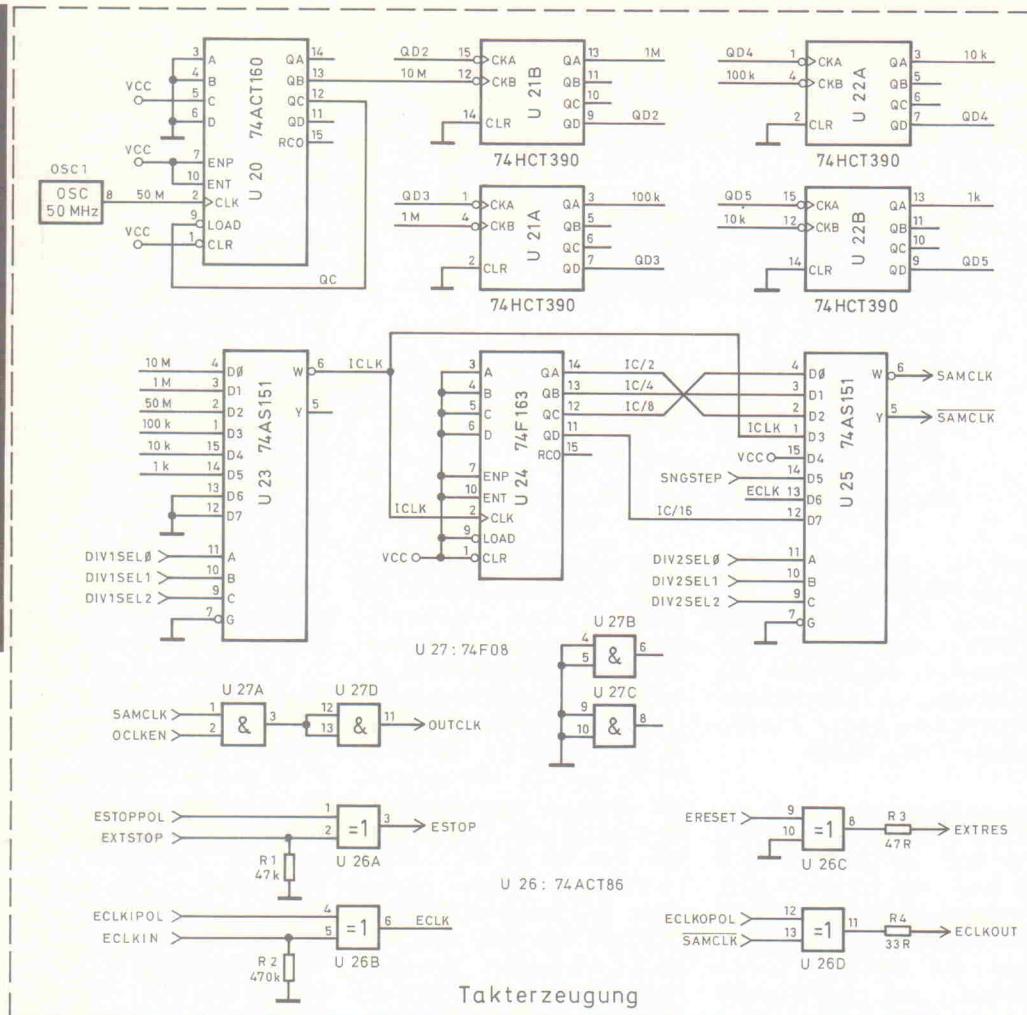 OSC1
OSC
50 MHz
8
50 M
VCC
VCC
VCC
3 A
4 B
5 C
6 D
7 ENP
10 ENT
2 CLK
9 LOAD
1 CLR
U 20
74ACT160
QA 14
QB 13
QC 12
QD 11
RCO 15
QC
10 M
QD2 15 CKA
12 CKB
14 CLR
U 21B
QA 13 1M
QB 11
QC 10
QD 9 QD2
74HCT390
QD4 1 CKA
100k 4 CKB
2 CLR
U 22A
QA 3 10k
QB 5
QC 6
QD 7 QD4
74HCT390
QD3 1 CKA
1M 4 CKB
2 CLR
U 21A
QA 3 100k
QB 5
QC 6
QD 7 QD3
74HCT390
QD5 15 CKA
10k 12 CKB
14 CLR
U 22B
QA 13 1k
QB 11
QC 10
QD 9 QD5
74HCT390
10 M 4 D0
1 M 3 D1
50 M 2 D2
100 k 1 D3
10 k 15 D4
1 k 14 D5
13 D6
12 D7
DIV1SEL0 11 A
DIV1SEL1 10 B
DIV1SEL2 9 C
7 G
U 23
74AS151
W 6 ICLK
Y 5
ICLK
VCC
3 A
4 B
5 C
6 D
7 ENP
10 ENT
2 CLK
9 LOAD
1 CLR
U 24
74F163
QA 14 IC/2
QB 13 IC/4
QC 12 IC/8
QD 11
RCO 15
IC/16
4 D0
3 D1
2 D2
ICLK 1 D3
VCC 15 D4
SNGSTEP 14 D5
ECLK 13 D6
12 D7
DIV2SEL0 11 A
DIV2SEL1 10 B
DIV2SEL2 9 C
7 G
U 25
74AS151
W 6 SAMCLK
Y 5 SAMCLK
U 27 : 74F08
U 27A
SAMCLK 1
OCLKEN 2
& 3
U 27D
12
13
& 11 OUTCLK
U 27B
4
5
& 6
U 27C
9
10
& 8
ESTOPPOL 1
EXTSTOP 2
=1 3 ESTOP
R 1
47k
U 26A
ERESET 9
10
=1 8
R 3
47R
EXTRES
U 26C
U 26 : 74ACT86
ECLKIPOL 4
ECLKIN 5
=1 6 ECLK
R 2
470k
U 26B
ECLKOPOL 12
SAMCLK 13
=1 11
R4
33R
ECLKOUT
U 26D
Takterzeugung